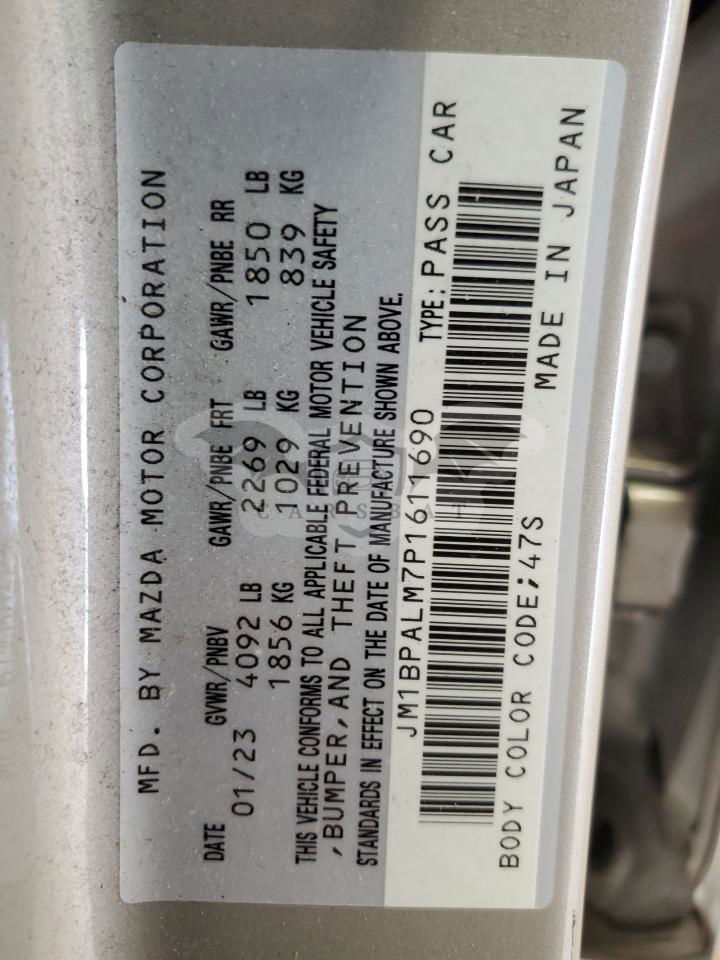 MFD. BY MAZDA MOTOR CORPORATION
DATE GVWR/PNBV GAWR/PNBE FRT GAWR/PNBE RR
01/23 4092 LB 2269 LB 1850 LB
1856 KG 1029 KG 839 KG
THIS VEHICLE CONFORMS TO ALL APPLICABLE FEDERAL MOTOR VEHICLE SAFETY
,BUMPER,AND THEFT PREVENTION
STANDARDS IN EFFECT ON THE DATE OF MANUFACTURE SHOWN ABOVE.
JM1BPALM7P1611690 TYPE:PASS CAR
BODY COLOR CODE;47S MADE IN JAPAN
CARSBAT